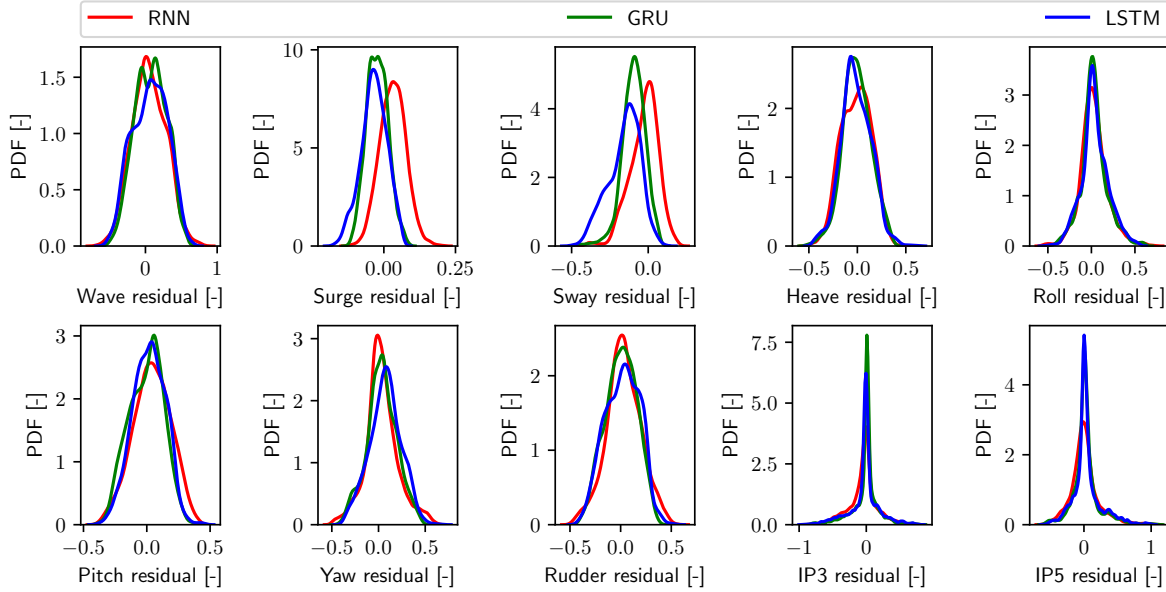 RNN GRU LSTM
PDF [-] 0.0 0.5 1.0 1.5 0 1 Wave residual [-]
PDF [-] 0 5 10 0.00 0.25 Surge residual [-]
PDF [-] 0 2 4 −0.5 0.0 Sway residual [-]
PDF [-] 0 1 2 −0.5 0.0 0.5 Heave residual [-]
PDF [-] 0 1 2 3 −0.5 0.0 0.5 Roll residual [-]
PDF [-] 0 1 2 3 −0.5 0.0 0.5 Pitch residual [-]
PDF [-] 0 1 2 3 −0.5 0.0 0.5 Yaw residual [-]
PDF [-] 0 1 2 −0.5 0.0 0.5 Rudder residual [-]
PDF [-] 0.0 2.5 5.0 7.5 −1 0 IP3 residual [-]
PDF [-] 0 2 4 0 1 IP5 residual [-]